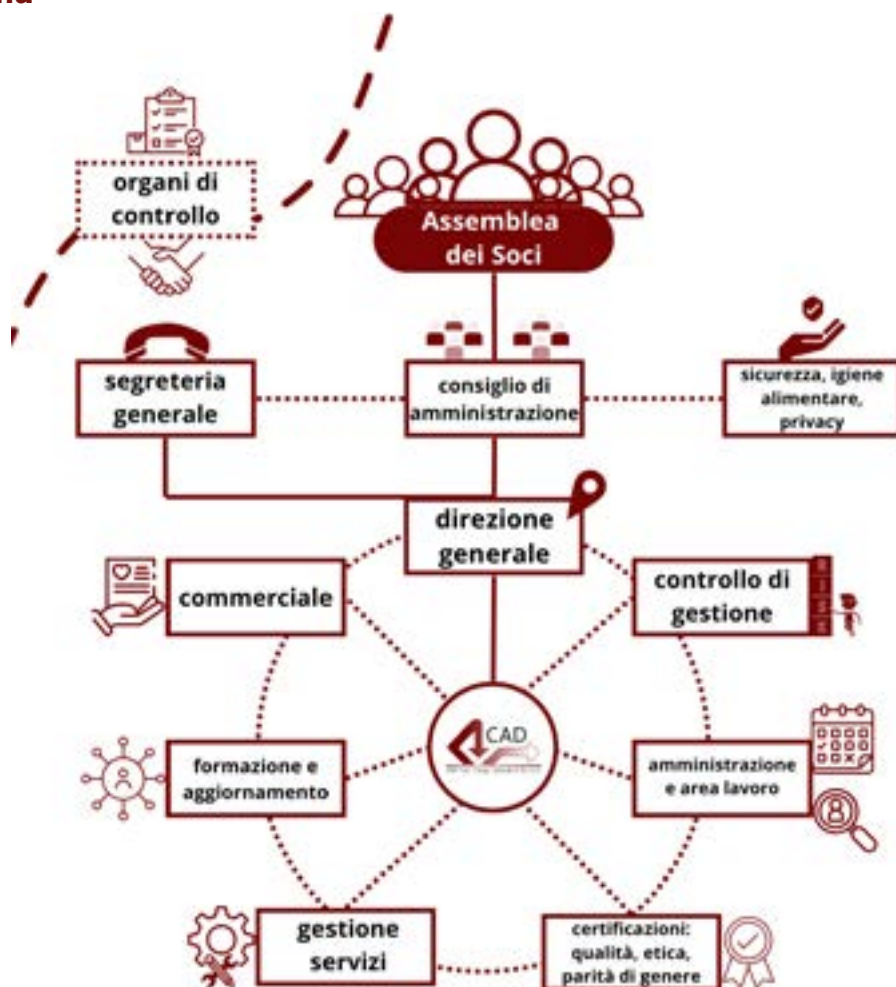 organi di
controllo
Assemblea
dei Soci
segreteria
generale
consiglio di
amministrazione
sicurezza, igiene
alimentare,
privacy
direzione
generale
commerciale
controllo di
gestione
CAD
formazione e
aggiornamento
amministrazione
e area lavoro
gestione
servizi
certificazioni:
qualità, etica,
parità di genere